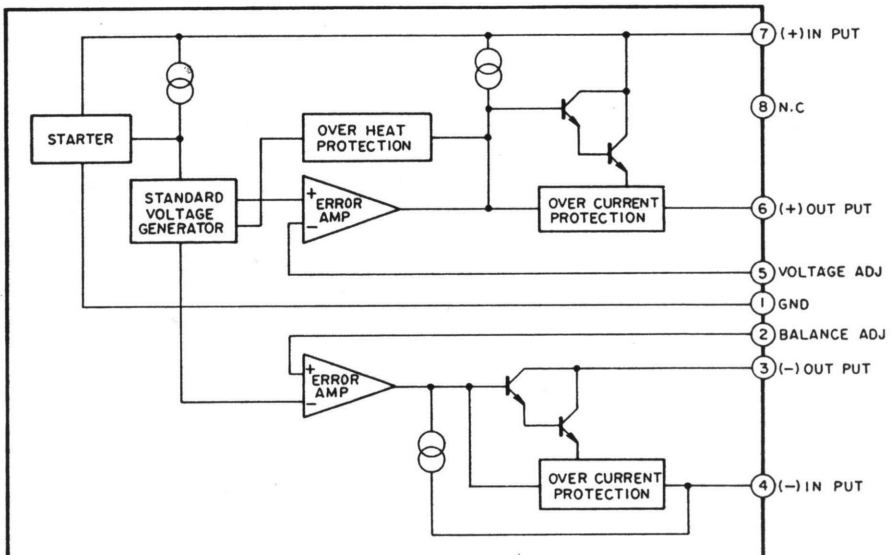 7 (+)IN PUT
8 N.C
STARTER
OVER HEAT
PROTECTION
STANDARD
VOLTAGE
GENERATOR
+
ERROR
AMP
−
OVER CURRENT
PROTECTION
6 (+)OUT PUT
5 VOLTAGE ADJ
1 GND
2 BALANCE ADJ
+
ERROR
AMP
−
3 (−)OUT PUT
OVER CURRENT
PROTECTION
4 (−)IN PUT